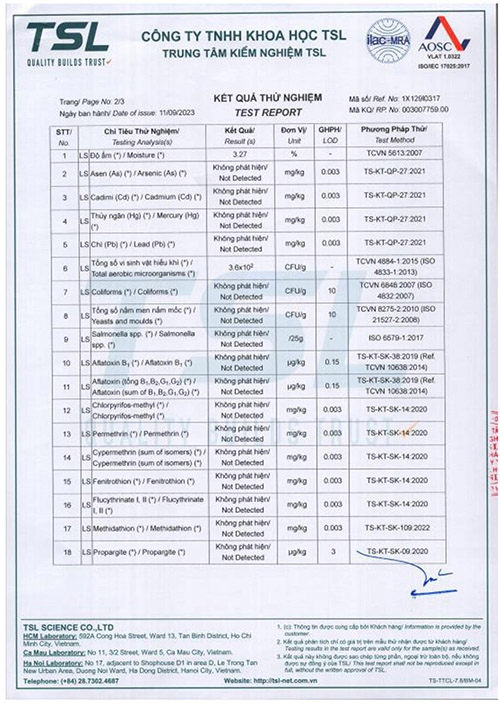 TSL
QUALITY BUILDS TRUST
CÔNG TY TNHH KHOA HỌC TSL
TRUNG TÂM KIỂM NGHIỆM TSL
ilac-MRA
AOSC
VLAT 1.0322
ISO/IEC 17025:2017
Trang/ Page No: 2/3
KẾT QUẢ THỬ NGHIỆM
Mã số/ Ref. No: 1X129I0317
Ngày ban hành/ Date of issue: 11/09/2023
TEST REPORT
Mã KQ/ RP. No: 003007759.00
STT/ Chỉ Tiêu Thử Nghiệm/ Kết Quả/ Đơn Vị/ GHPH/ Phương Pháp Thử/
No. Testing Analysis(s) Result (s) Unit LOD Test Method
1 LS Độ ẩm (*) / Moisture (*) 3.27 % - TCVN 5613:2007
2 LS Asen (As) (*) / Arsenic (As) (*) Không phát hiện/ Not Detected mg/kg 0.003 TS-KT-QP-27:2021
3 LS Cadimi (Cd) (*) / Cadmium (Cd) (*) Không phát hiện/ Not Detected mg/kg 0.003 TS-KT-QP-27:2021
4 LS Thủy ngân (Hg) (*) / Mercury (Hg) (*) Không phát hiện/ Not Detected mg/kg 0.003 TS-KT-QP-27:2021
5 LS Chì (Pb) (*) / Lead (Pb) (*) Không phát hiện/ Not Detected mg/kg 0.003 TS-KT-QP-27:2021
6 LS Tổng số vi sinh vật hiếu khí (*) / Total aerobic microorganisms (*) 3.6x10² CFU/g - TCVN 4884-1:2015 (ISO 4833-1:2013)
7 LS Coliforms (*) / Coliforms (*) Không phát hiện/ Not Detected CFU/g 10 TCVN 6848:2007 (ISO 4832:2007)
8 LS Tổng số nấm men nấm mốc (*) / Yeasts and moulds (*) Không phát hiện/ Not Detected CFU/g 10 TCVN 8275-2:2010 (ISO 21527-2:2008)
9 LS Salmonella spp. (*) / Salmonella spp. (*) Không phát hiện/ Not Detected /25g - ISO 6579-1:2017
10 LS Aflatoxin B₁ (*) / Aflatoxin B₁ (*) Không phát hiện/ Not Detected µg/kg 0.15 TS-KT-SK-38:2019 (Ref. TCVN 10638:2014)
11 LS Aflatoxin (tổng B₁,B₂,G₁,G₂) (*) / Aflatoxin (sum of B₁,B₂,G₁,G₂) (*) Không phát hiện/ Not Detected µg/kg 0.15 TS-KT-SK-38:2019 (Ref. TCVN 10638:2014)
12 LS Chlorpyrifos-methyl (*) / Chlorpyrifos-methyl (*) Không phát hiện/ Not Detected mg/kg 0.003 TS-KT-SK-14:2020
13 LS Permethrin (*) / Permethrin (*) Không phát hiện/ Not Detected mg/kg 0.003 TS-KT-SK-14:2020
14 LS Cypermethrin (sum of isomers) (*) / Cypermethrin (sum of isomers) (*) Không phát hiện/ Not Detected mg/kg 0.003 TS-KT-SK-14:2020
15 LS Fenitrothion (*) / Fenitrothion (*) Không phát hiện/ Not Detected mg/kg 0.003 TS-KT-SK-14:2020
16 LS Flucythrinate I, II (*) / Flucythrinate I, II (*) Không phát hiện/ Not Detected mg/kg 0.003 TS-KT-SK-14:2020
17 LS Methidathion (*) / Methidathion (*) Không phát hiện/ Not Detected mg/kg 0.003 TS-KT-SK-109:2022
18 LS Propargite (*) / Propargite (*) Không phát hiện/ Not Detected µg/kg 3 TS-KT-SK-09:2020
TSL
QUALITY BUILDS TRUST
TSL SCIENCE CO.,LTD
HCM Laboratory: 592A Cong Hoa Street, Ward 13, Tan Binh District, Ho Chi
Minh City, Vietnam.
Ca Mau Laboratory: No 11, 3/2 Street, Ward 5, Ca Mau City, Vietnam.
Ha Noi Laboratory: No 17, adjacent to Shophouse D1 in area D, Le Trong Tan
New Urban Area, Duong Noi Ward, Ha Dong District, Hanoi City, Vietnam.
Telephone: (+84) 28.7302.4687 Website: http://tsl-net.com.vn
1. (c): Thông tin được cung cấp bởi Khách hàng/ Information is provided by the
customer.
2. Kết quả phân tích chỉ có giá trị trên mẫu thử nhận được từ khách hàng/
Testing results in the test report are valid only for the sample(s) as received.
3. Kết quả này không được sao chép từng phần, ngoại trừ toàn bộ, nếu không
được sự đồng ý của TSL/ This test report shall not be reproduced except in
full, without the written approval of TSL.
TS-TTCL-7.8/BM-04